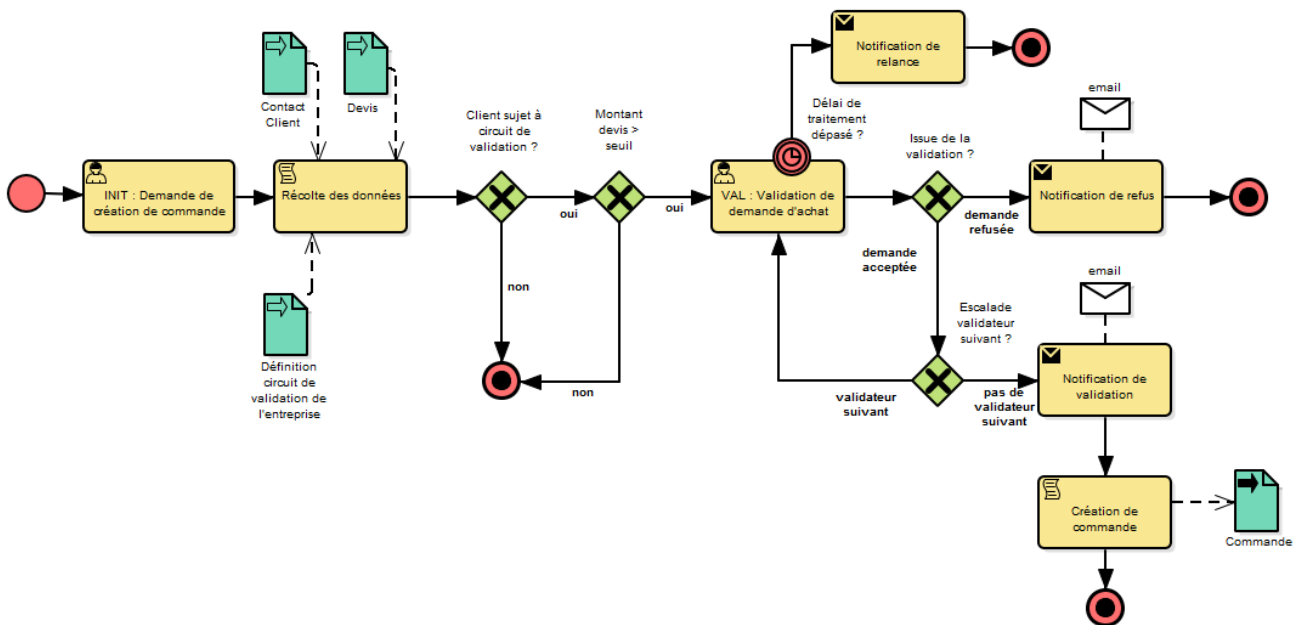 Notification de
relance
Contact
Client
Devis
Client sujet à
circuit de
validation ?
Montant
devis >
seuil
Délai de
traitement
dépasé ?
Issue de la
validation ?
email
INIT : Demande de
création de commande
Récolte des données
oui
oui
VAL : Validation de
demande d'achat
demande
refusée
Notification de refus
demande
acceptée
non
Définition
circuit de
validation de
l'entreprise
non
Escalade
validateur
suivant ?
email
validateur
suivant
pas de
validateur
suivant
Notification de
validation
Création de
commande
Commande